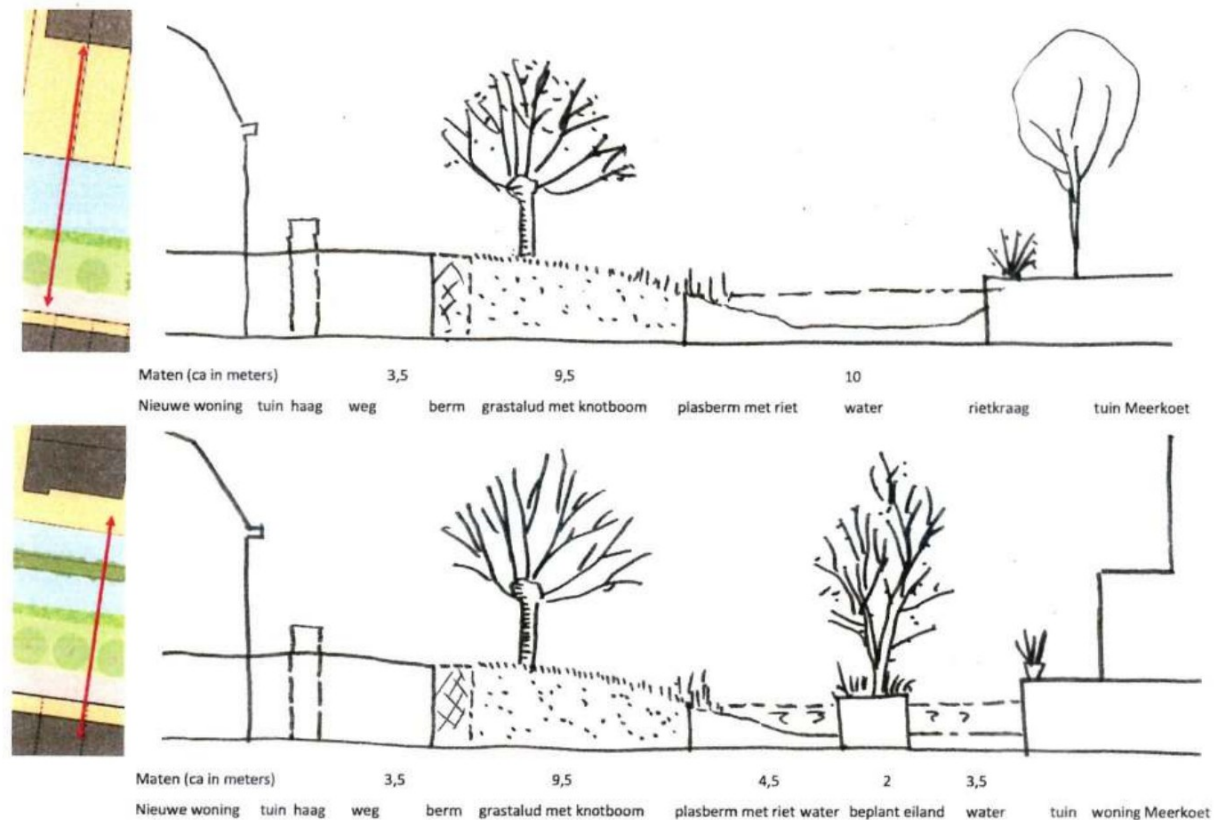 Maten (ca in meters) 3,5 9,5 10
Nieuwe woning tuin haag weg berm grastalud met knotboom plasberm met riet water rietkraag tuin Meerkoet
Maten (ca in meters) 3,5 9,5 4,5 2 3,5
Nieuwe woning tuin haag weg berm grastalud met knotboom plasberm met riet water beplant eiland water tuin woning Meerkoet